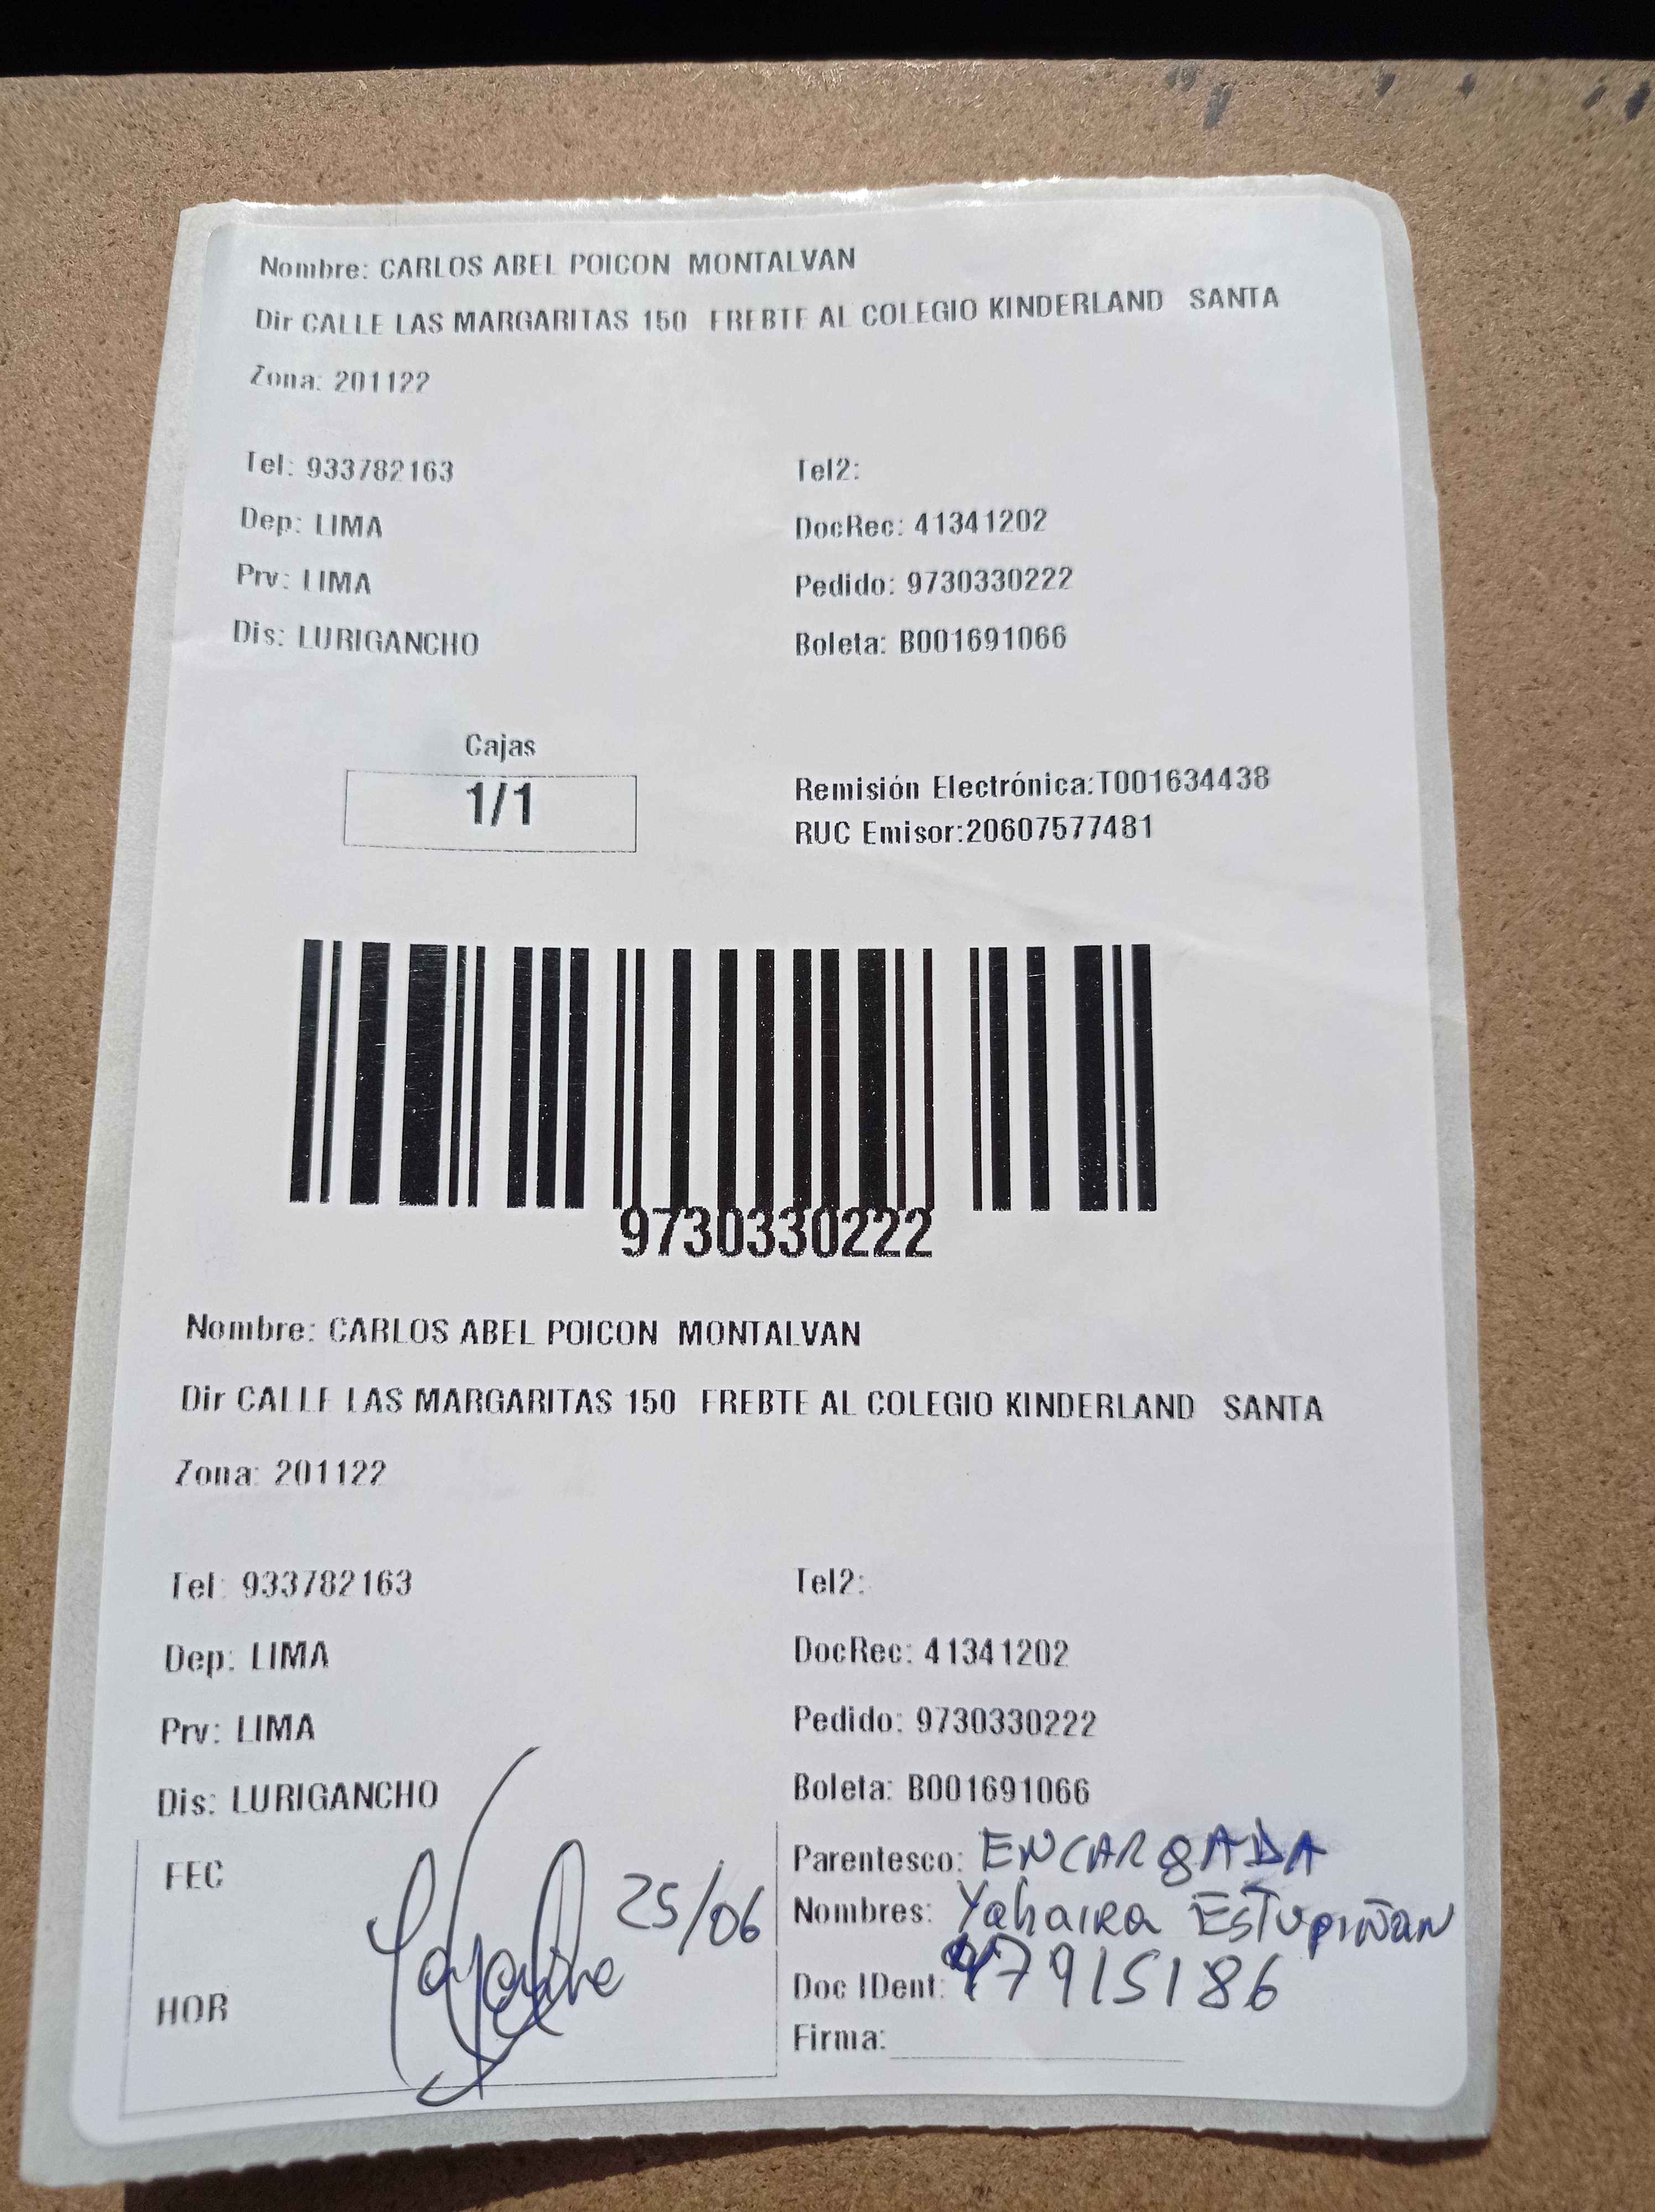 Nombre: CARLOS ABEL POICON MONTALVAN
Dir CALLE LAS MARGARITAS 150 FREBTE AL COLEGIO KINDERLAND SANTA
Zona: 201122
Tel: 933782163 Tel2:
Dep: LIMA DocRec: 41341202
Prv: LIMA Pedido: 9730330222
Dis: LURIGANCHO Boleta: B001691066
Cajas
1/1
Remisión Electrónica:T001634438
RUC Emisor:20607577481
9730330222
Nombre: CARLOS ABEL POICON MONTALVAN
Dir CALLE LAS MARGARITAS 150 FREBTE AL COLEGIO KINDERLAND SANTA
Zona: 201122
Tel: 933782163 Tel2:
Dep: LIMA DocRec: 41341202
Prv: LIMA Pedido: 9730330222
Dis: LURIGANCHO Boleta: B001691066
FEC 25/06
HOR
Parentesco: ENCARGADA
Nombres: Yahaira ESTUPIÑAN
Doc IDent: 47915186
Firma: